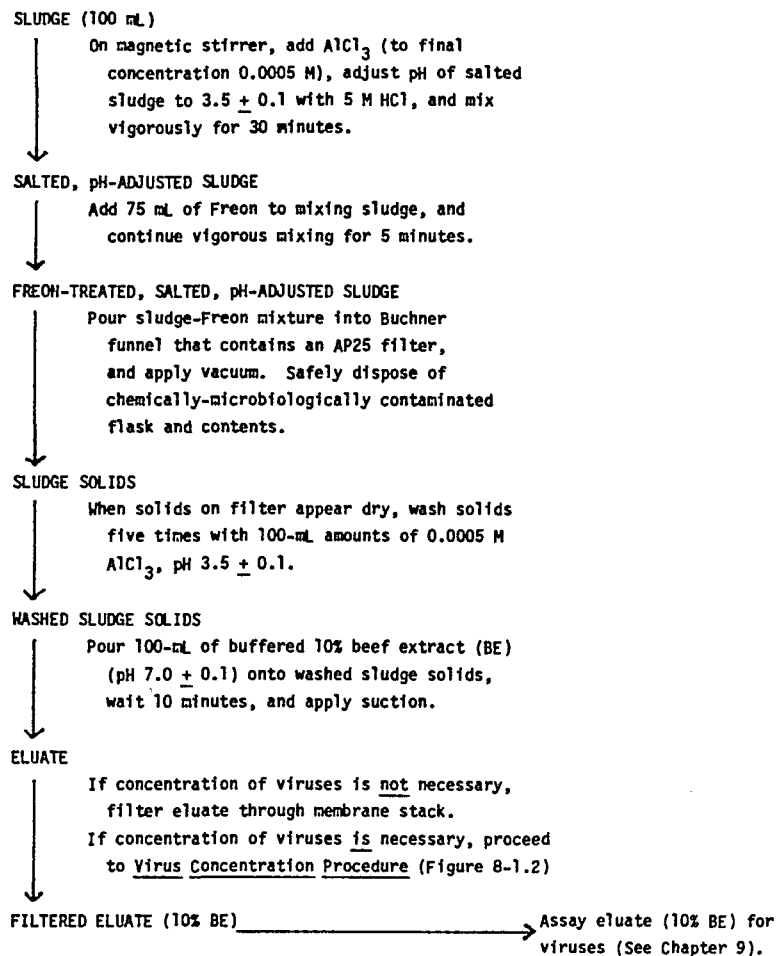 SLUDGE (100 mL)
On magnetic stirrer, add AlCl3 (to final
concentration 0.0005 M), adjust pH of salted
sludge to 3.5 ± 0.1 with 5 M HCl, and mix
vigorously for 30 minutes.
SALTED, pH-ADJUSTED SLUDGE
Add 75 mL of Freon to mixing sludge, and
continue vigorous mixing for 5 minutes.
FREON-TREATED, SALTED, pH-ADJUSTED SLUDGE
Pour sludge-Freon mixture into Buchner
funnel that contains an AP25 filter,
and apply vacuum. Safely dispose of
chemically-microbiologically contaminated
flask and contents.
SLUDGE SOLIDS
When solids on filter appear dry, wash solids
five times with 100-mL amounts of 0.0005 M
AlCl3, pH 3.5 ± 0.1.
WASHED SLUDGE SOLIDS
Pour 100-mL of buffered 10% beef extract (BE)
(pH 7.0 ± 0.1) onto washed sludge solids,
wait 10 minutes, and apply suction.
ELUATE
If concentration of viruses is not necessary,
filter eluate through membrane stack.
If concentration of viruses is necessary, proceed
to Virus Concentration Procedure (Figure 8-1.2)
FILTERED ELUATE (10% BE)
Assay eluate (10% BE) for
viruses (See Chapter 9).